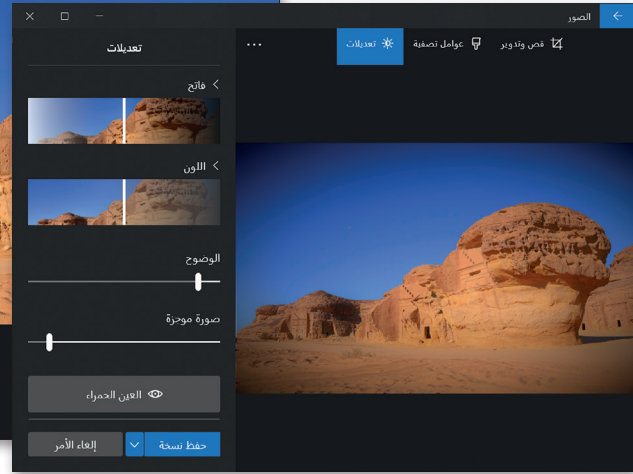 الصور
قص وتدوير
عوامل تصفية
تعديلات
...
تعديلات
فاتح
اللون
الوضوح
صورة موجزة
العين الحمراء
حفظ نسخة
إلغاء الأمر